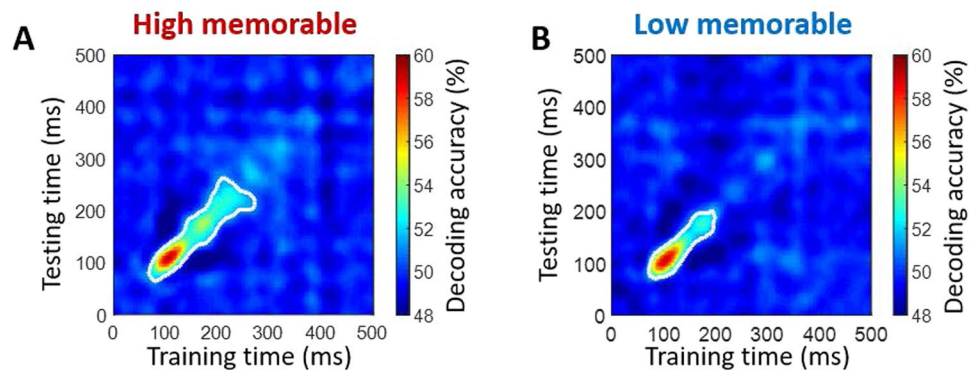 A
High memorable
500
400
300
200
100
0
Testing time (ms)
0 100 200 300 400 500
Training time (ms)
60
58
56
54
52
50
48
Decoding accuracy (%)
B
Low memorable
500
400
300
200
100
0
Testing time (ms)
0 100 200 300 400 500
Training time (ms)
60
58
56
54
52
50
48
Decoding accuracy (%)